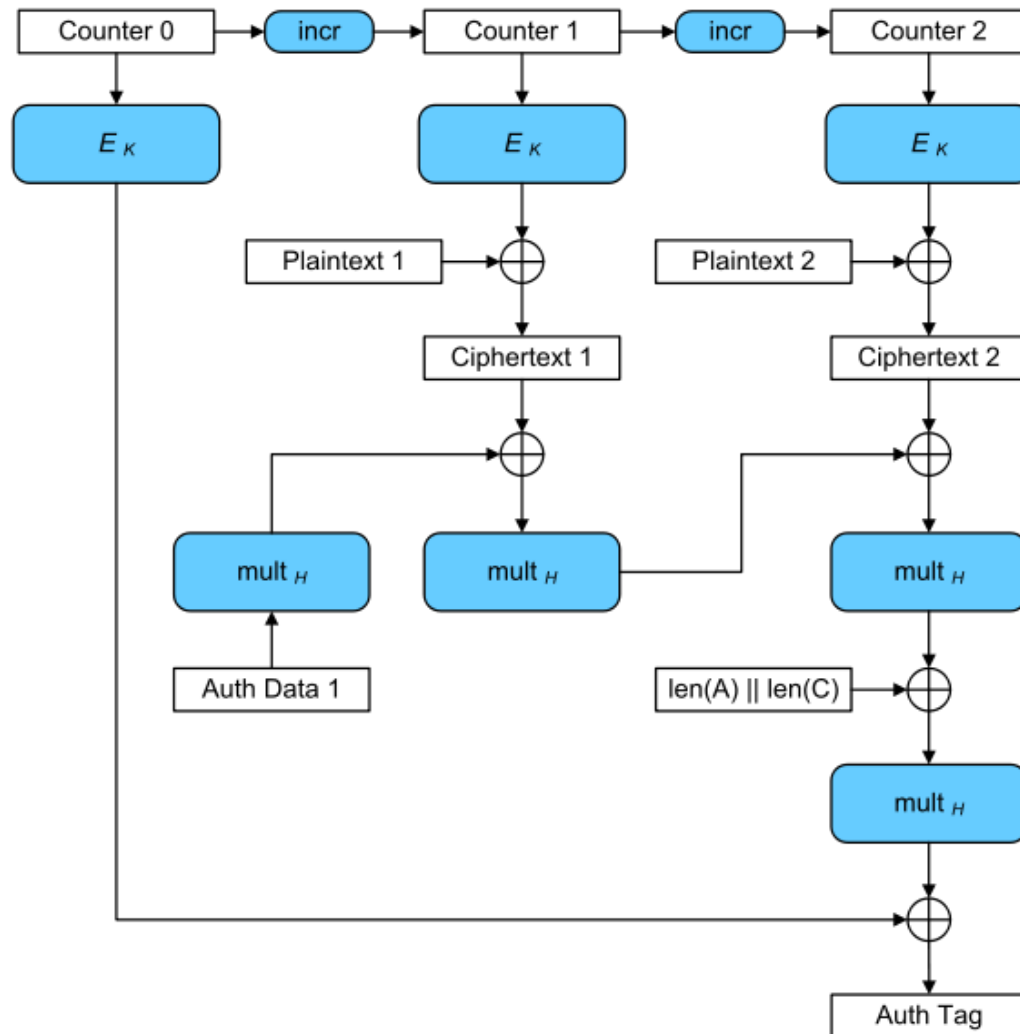 Counter 0
incr
Counter 1
incr
Counter 2
E K
E K
E K
Plaintext 1
Plaintext 2
Ciphertext 1
Ciphertext 2
mult H
mult H
mult H
Auth Data 1
len(A) || len(C)
mult H
Auth Tag